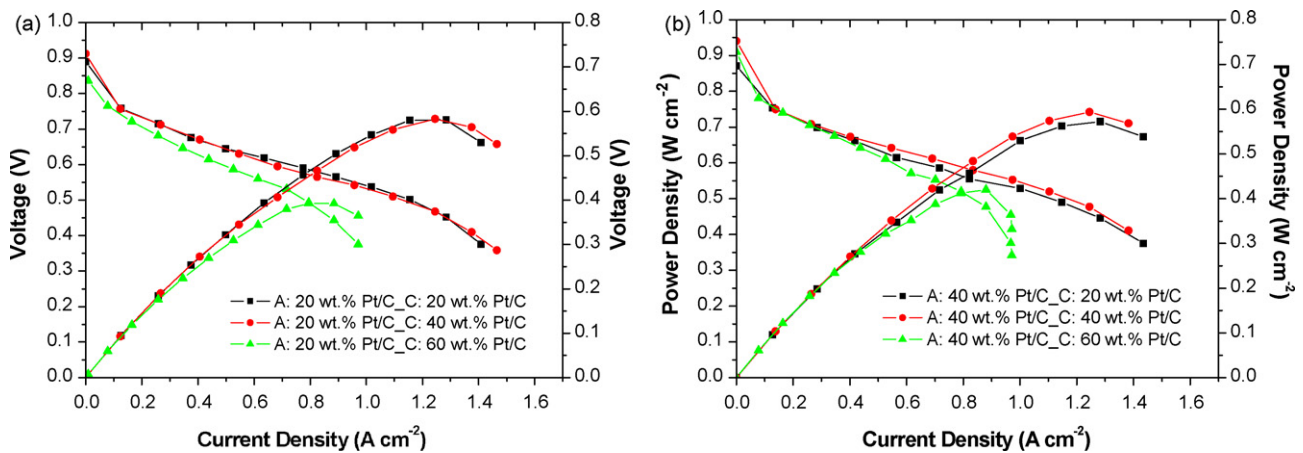 (a)
Voltage (V)
1.0
0.9
0.8
0.7
0.6
0.5
0.4
0.3
0.2
0.1
0.0
0.0 0.2 0.4 0.6 0.8 1.0 1.2 1.4 1.6
Current Density (A cm-2)
0.8
0.7
0.6
0.5
0.4
0.3
0.2
0.1
0.0
Voltage (V)
A: 20 wt.% Pt/C_C: 20 wt.% Pt/C
A: 20 wt.% Pt/C_C: 40 wt.% Pt/C
A: 20 wt.% Pt/C_C: 60 wt.% Pt/C
(b)
Power Density (W cm-2)
1.0
0.9
0.8
0.7
0.6
0.5
0.4
0.3
0.2
0.1
0.0
0.0 0.2 0.4 0.6 0.8 1.0 1.2 1.4 1.6
Current Density (A cm-2)
0.8
0.7
0.6
0.5
0.4
0.3
0.2
0.1
0.0
Power Density (W cm-2)
A: 40 wt.% Pt/C_C: 20 wt.% Pt/C
A: 40 wt.% Pt/C_C: 40 wt.% Pt/C
A: 40 wt.% Pt/C_C: 60 wt.% Pt/C